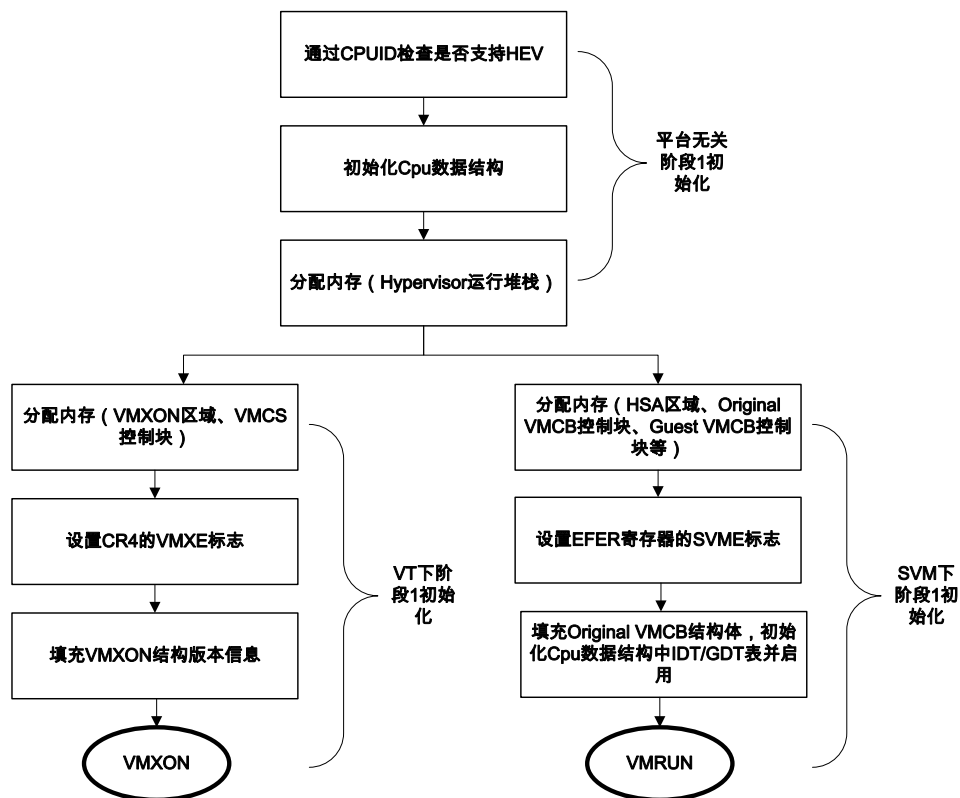 通过CPUID检查是否支持HEV
初始化Cpu数据结构
平台无关
阶段1初
始化
分配内存（Hypervisor运行堆栈）
分配内存（VMXON区域、VMCS
控制块）
分配内存（HSA区域、Original
VMCB控制块、Guest VMCB控制
块等）
设置CR4的VMXE标志
设置EFER寄存器的SVME标志
VT下阶
段1初始
化
SVM下
阶段1初
始化
填充VMXON结构版本信息
填充Original VMCB结构体，初始
化Cpu数据结构中IDT/GDT表并启
用
VMXON
VMRUN